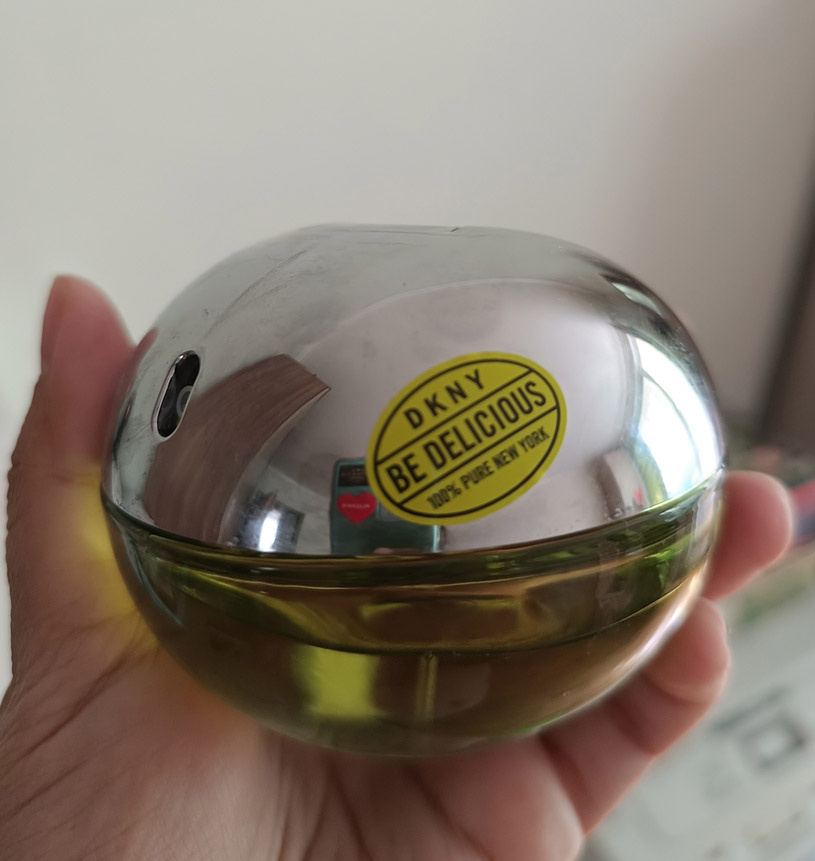 DKNY
BE DELICIOUS
100% PURE NEW YORK